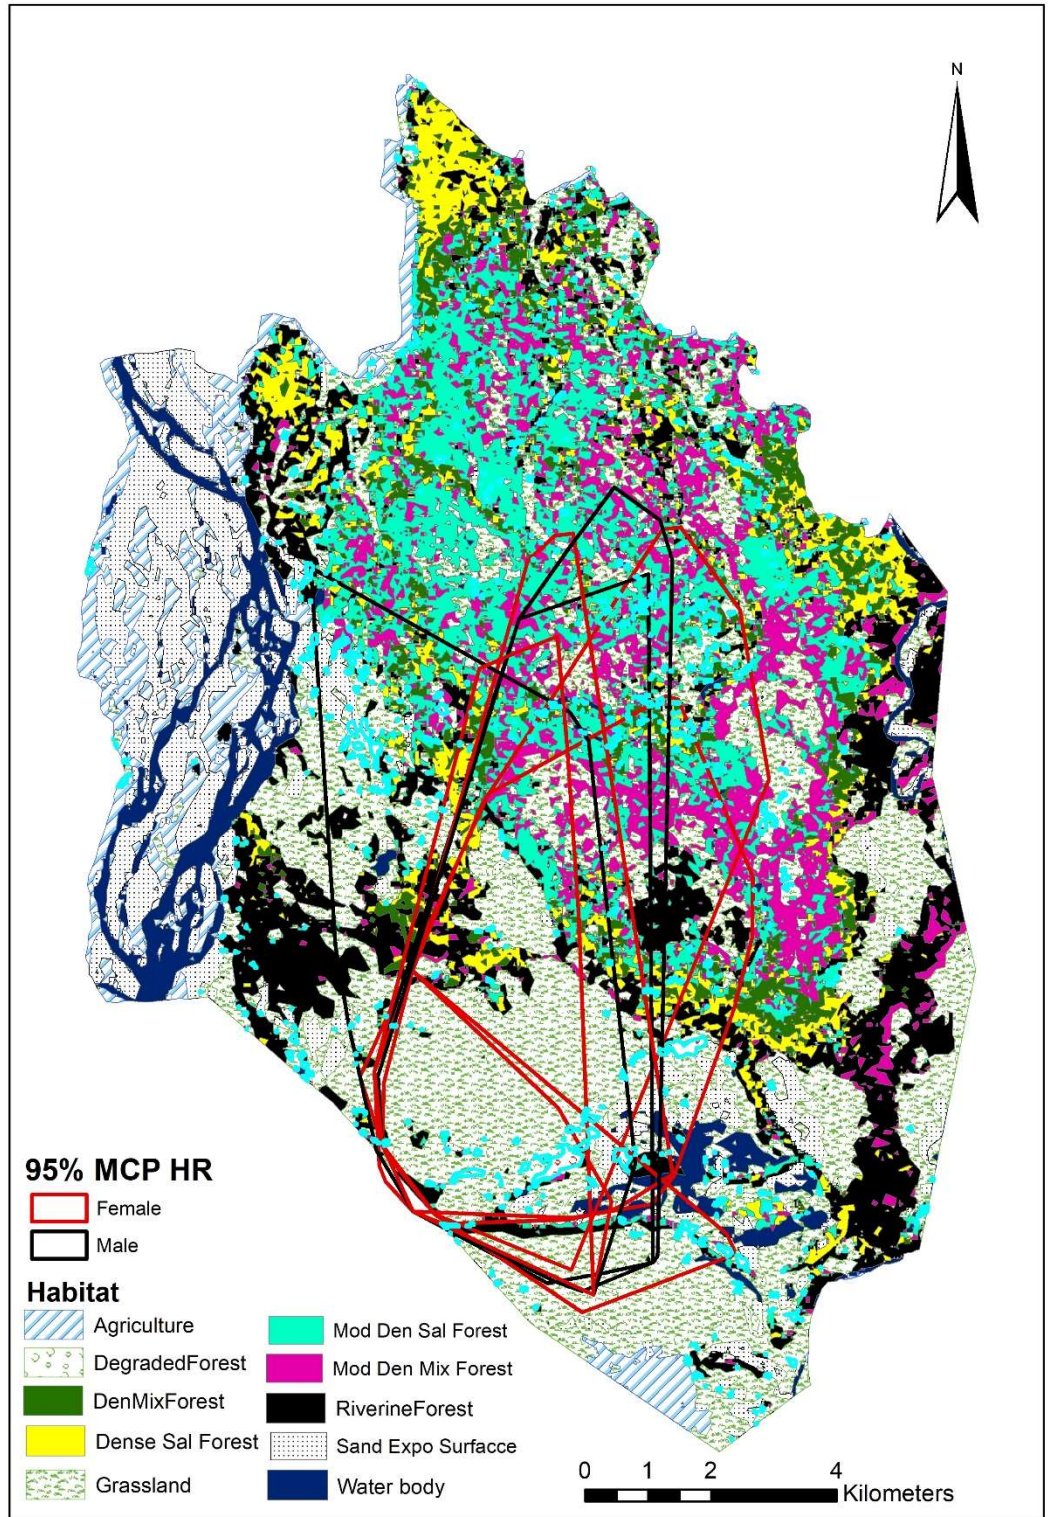 N
95% MCP HR
Female
Male
Habitat
Agriculture
DegradedForest
DenMixForest
Dense Sal Forest
Grassland
Mod Den Sal Forest
Mod Den Mix Forest
RiverineForest
Sand Expo Surfacce
Water body
0 1 2 4
Kilometers